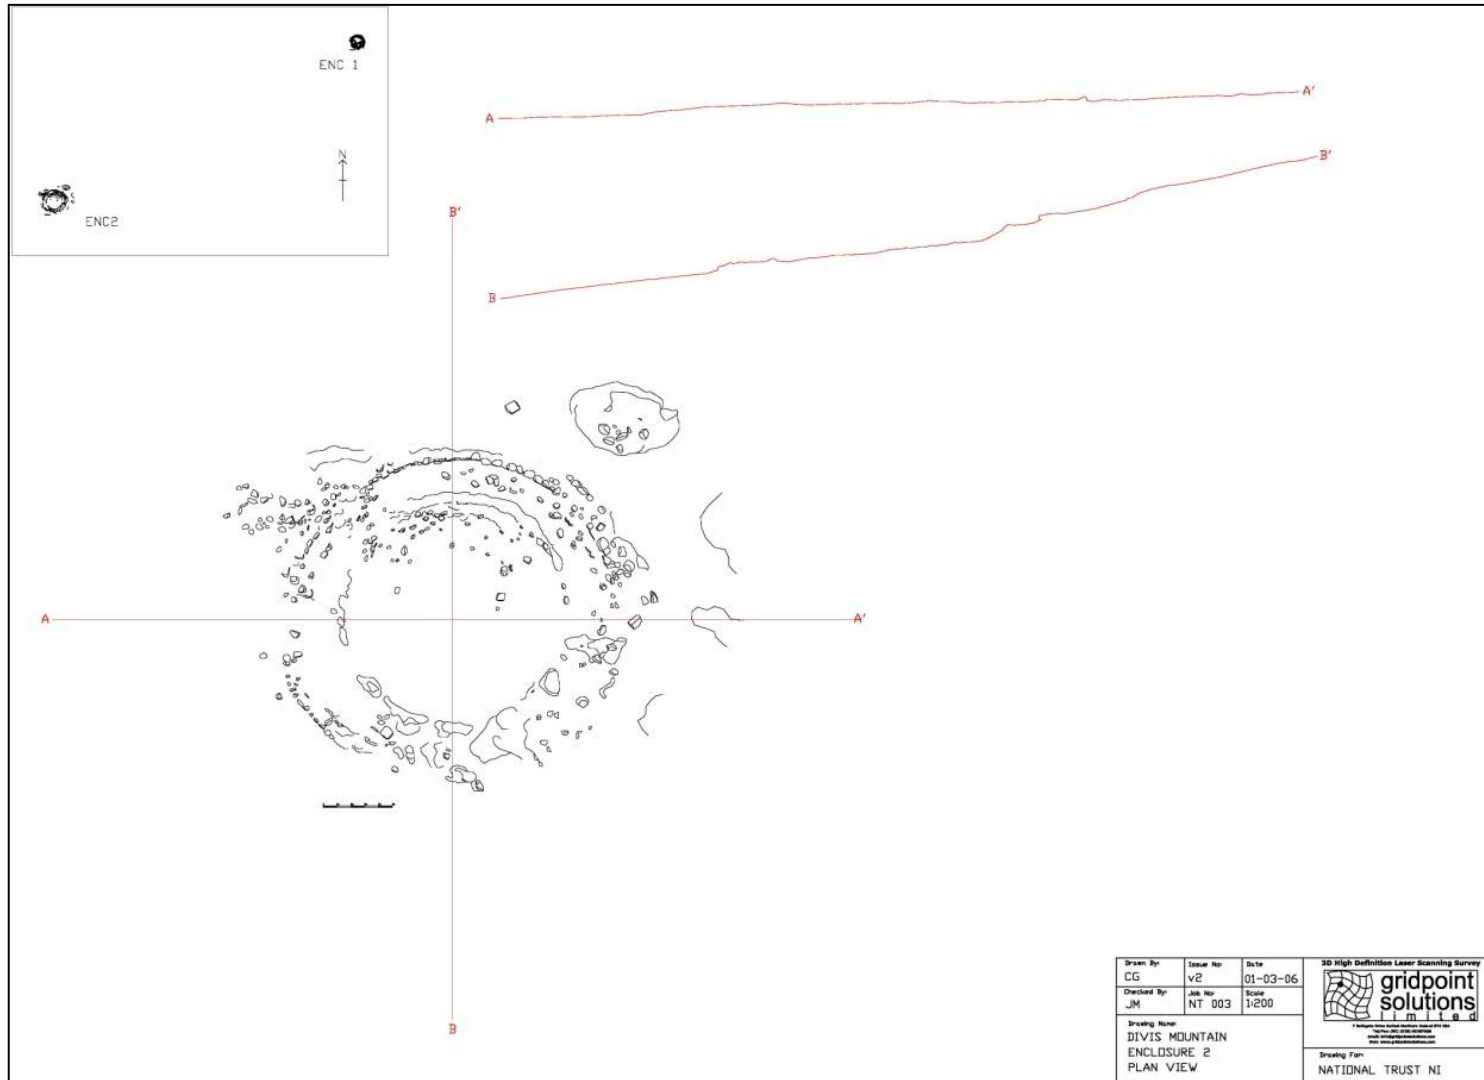 ENC 1
N
ENC2
A
A'
B'
B
B'
A
A'
B
Drawn By:
CG
Issue No:
v2
Date
01-03-06
Checked By:
JM
Job No:
NT 003
Scale
1:200
Drawing Name:
DIVIS MOUNTAIN
ENCLOSURE 2
PLAN VIEW
3D High Definition Laser Scanning Survey
gridpoint
solutions
limited
Drawing For:
NATIONAL TRUST NI